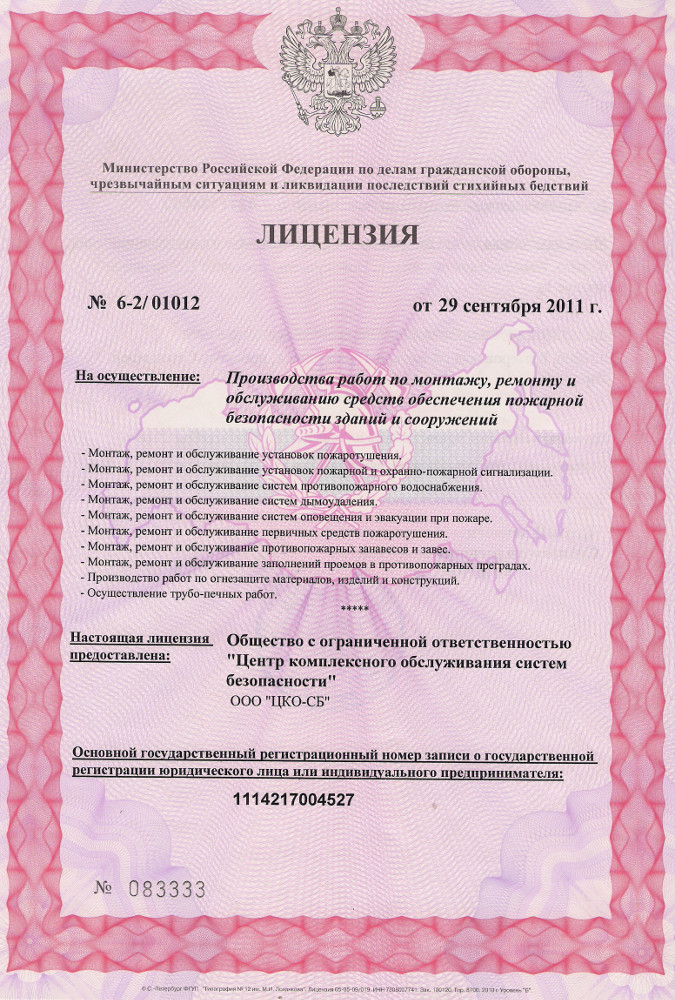 Министерство Российской Федерации по делам гражданской обороны,
чрезвычайным ситуациям и ликвидации последствий стихийных бедствий
ЛИЦЕНЗИЯ
№ 6-2/01012
от 29 сентября 2011 г.
На осуществление:
Производства работ по монтажу, ремонту и
обслуживанию средств обеспечения пожарной
безопасности зданий и сооружений
- Монтаж, ремонт и обслуживание установок пожаротушения.
- Монтаж, ремонт и обслуживание установок пожарной и охранно-пожарной сигнализации.
- Монтаж, ремонт и обслуживание систем противопожарного водоснабжения.
- Монтаж, ремонт и обслуживание систем дымоудаления.
- Монтаж, ремонт и обслуживание систем оповещения и эвакуации при пожаре.
- Монтаж, ремонт и обслуживание первичных средств пожаротушения.
- Монтаж, ремонт и обслуживание противопожарных занавесов и завес.
- Монтаж, ремонт и обслуживание заполнений проемов в противопожарных преградах.
- Производство работ по огнезащите материалов, изделий и конструкций.
- Осуществление трубо-печных работ.
*****
Настоящая лицензия
предоставлена:
Общество с ограниченной ответственностью
"Центр комплексного обслуживания систем
безопасности"
ООО "ЦКО-СБ"
Основной государственный регистрационный номер записи о государственной
регистрации юридического лица или индивидуального предпринимателя:
1114217004527
№ 083333